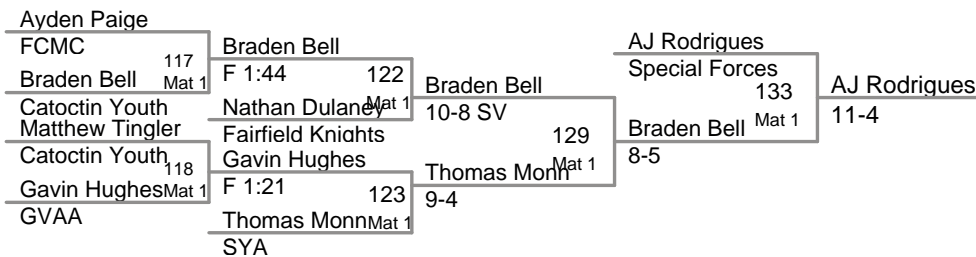 Ayden Paige
FCMC
117
Mat 1
Braden Bell
Catoctin Youth
Matthew Tingler
Catoctin Youth
118
Mat 1
Gavin Hughes
GVAA
Braden Bell
F 1:44
122
Mat 1
Nathan Dulaney
Fairfield Knights
Gavin Hughes
F 1:21
123
Mat 1
Thomas Monn
SYA
Braden Bell
10-8 SV
129
Mat 1
Thomas Monn
9-4
AJ Rodrigues
Special Forces
133
Mat 1
Braden Bell
8-5
AJ Rodrigues
11-4